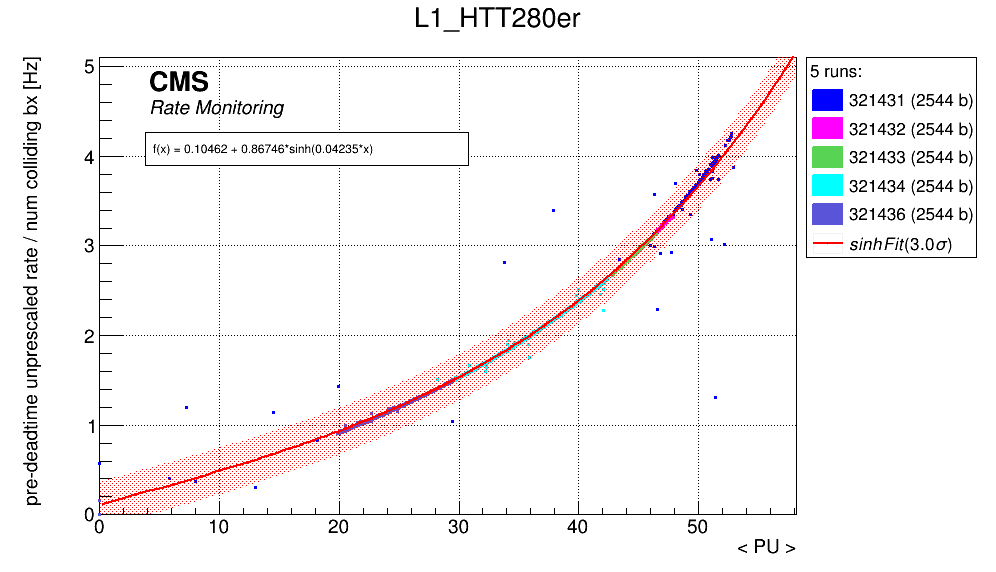 L1_HTT280er
pre-deadtime unprescaled rate / num colliding bx [Hz]
CMS
Rate Monitoring
f(x) = 0.10462 + 0.86746*sinh(0.04235*x)
5
4
3
2
1
0
0 10 20 30 40 50
< PU >
5 runs:
321431 (2544 b)
321432 (2544 b)
321433 (2544 b)
321434 (2544 b)
321436 (2544 b)
sinhFit(3.0σ)